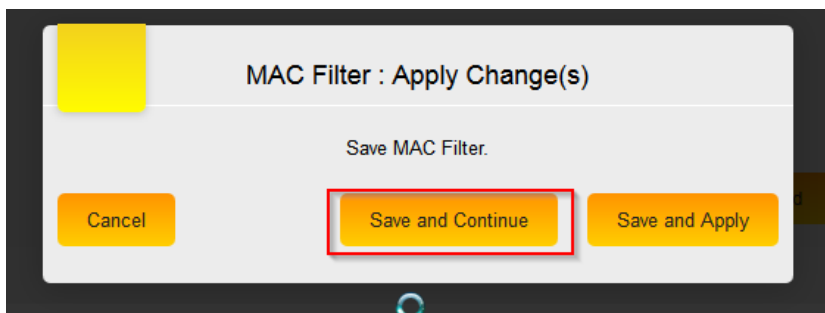 MAC Filter : Apply Change(s)
Save MAC Filter.
Cancel
Save and Continue
Save and Apply
d